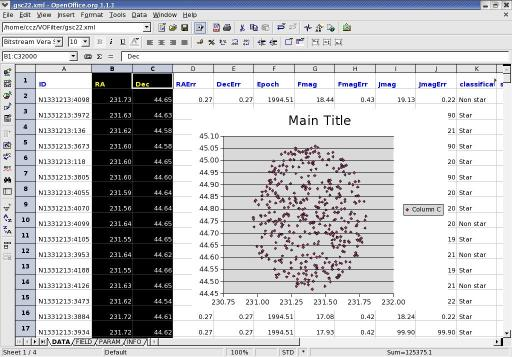 gsc22.xml - OpenOffice.org 1.1.3
File Edit View Insert Format Tools Data Window Help
/home/ccz/VOFilter/gsc22.xml
Bitstream Vera S 10
B1:C32000 Dec
A B C D E F G H I J K
1 ID RA Dec RAErr DecErr Epoch Fmag FmagErr Jmag JmagErr
2 N1331213:4098 231.73 44.65 0.27 0.27 1994.51 18.44 0.43 19.13 0.22 Non star
3 N1331213:3972 231.63 44.63 90 Star
4 N1331213:136 231.62 44.58 21 Star
5 N1331213:3673 231.60 44.58 90 Star
6 N1331213:118 231.60 44.65 20 Star
7 N1331213:3805 231.60 44.60 90 Star
8 N1331213:4055 231.59 44.64 20 Star
9 N1331213:4070 231.56 44.64 20 Star
10 N1331213:4099 231.64 44.65 20 Non star
11 N1331213:4105 231.55 44.65 19 Star
12 N1331213:3953 231.64 44.62 21 Non star
13 N1331213:4188 231.55 44.66 19 Star
14 N1331213:4126 231.63 44.65 21 Non star
15 N1331213:3473 231.62 44.54 22 Star
16 N1331213:3884 231.72 44.61 0.27 0.27 1994.51 17.08 0.42 18.24 0.22 Star
17 N1331213:3934 231.72 44.62 0.27 0.27 1994.51 17.93 0.42 99.90 99.90 Star
Main Title
45.10
45.05
45.00
44.95
44.90
44.85
44.80
44.75
44.70
44.65
44.60
44.55
44.50
44.45
230.75 231.00 231.25 231.50 231.75 232.00
Column C
DATA FIELD PARAM INFO
Sheet 1 / 4 Default 100% STD * Sum=125375.1